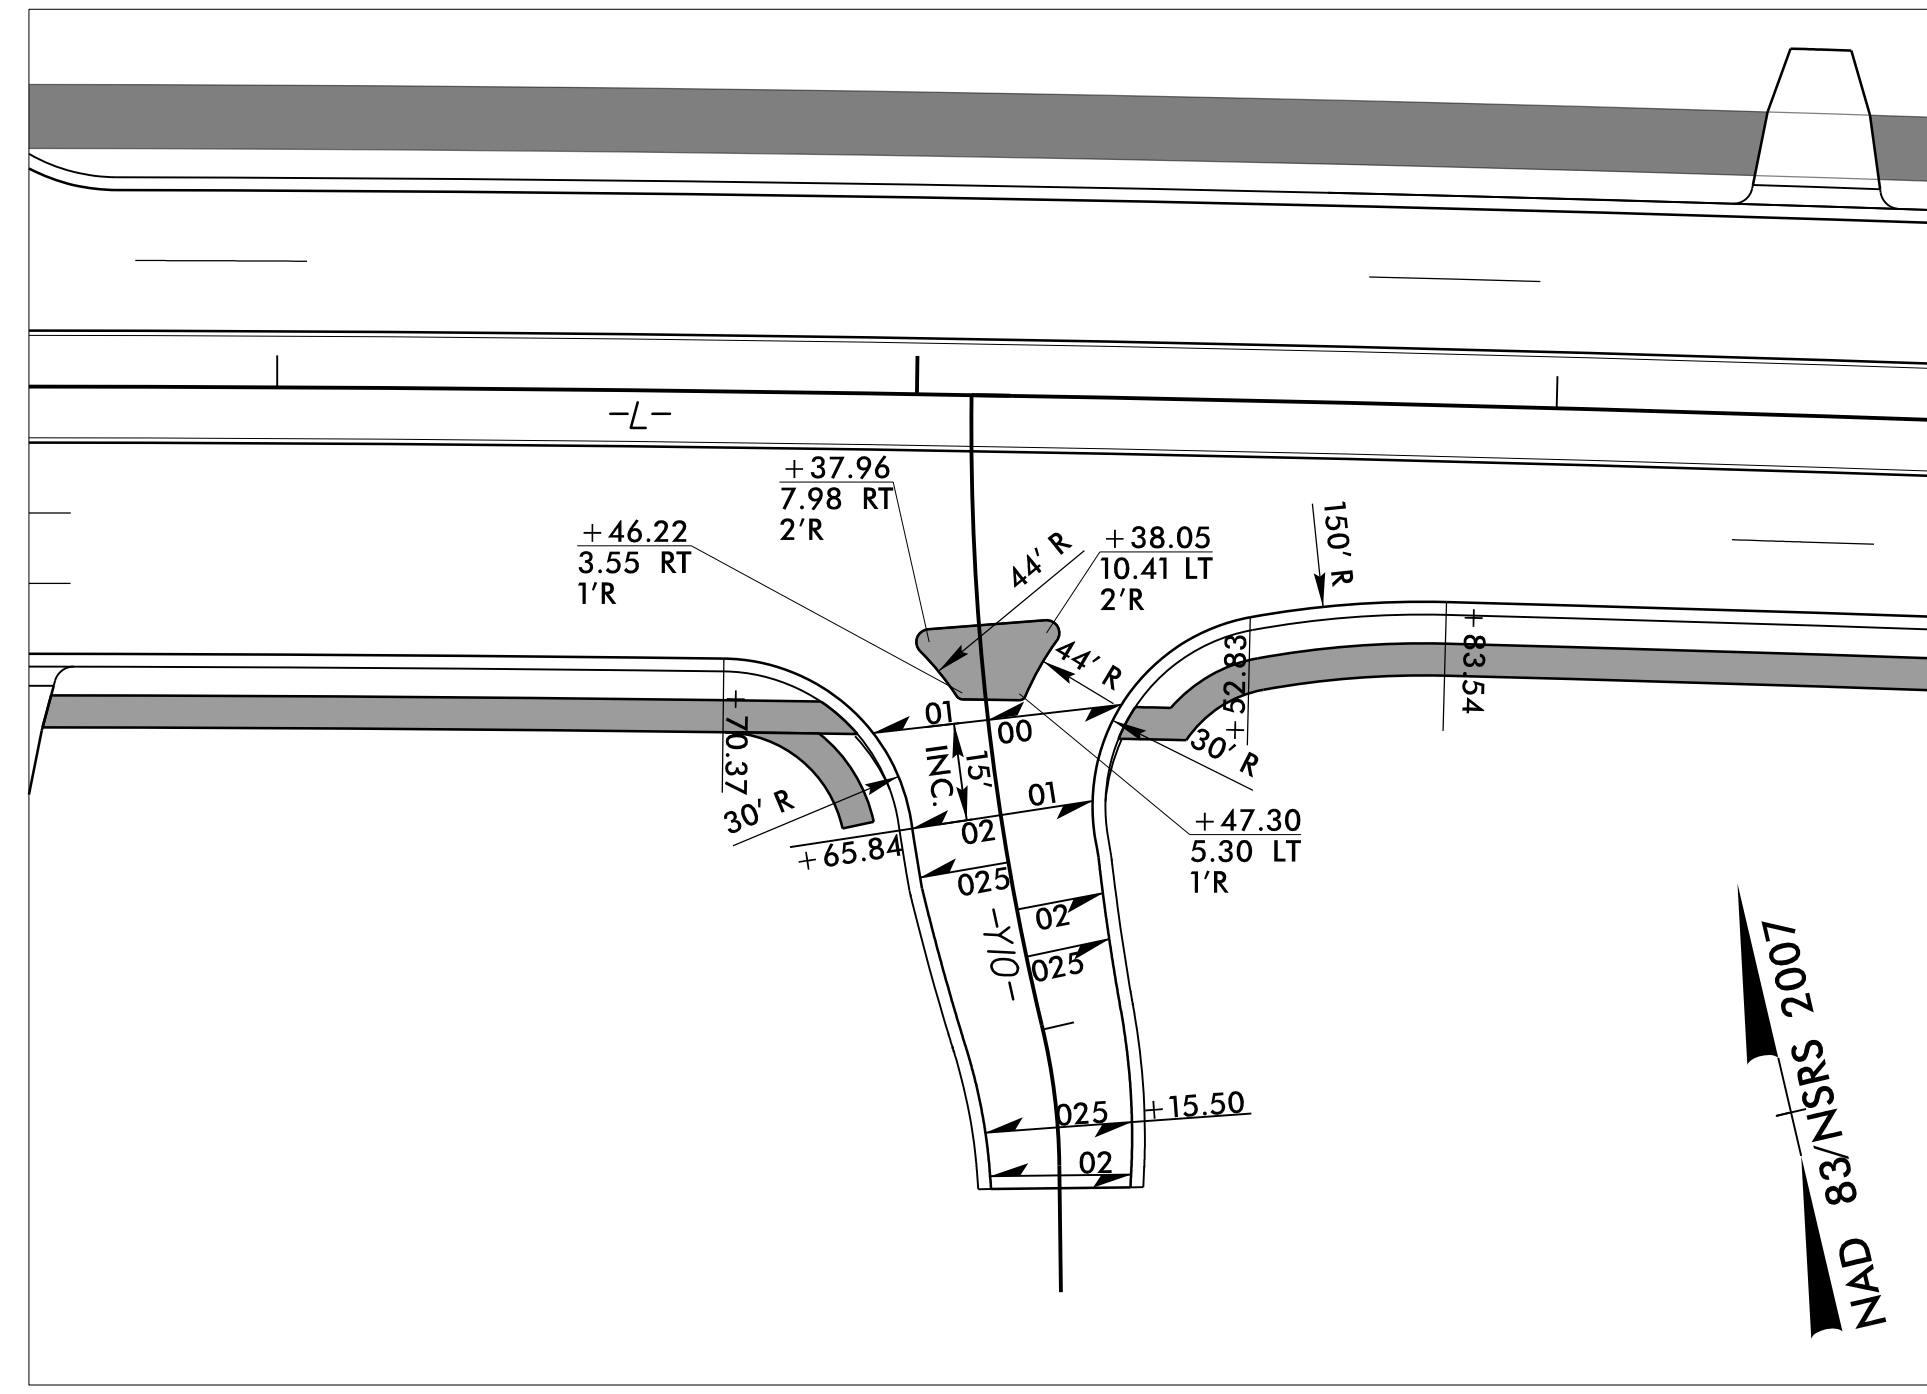 -L-
+37.96
7.98 RT
2'R
+46.22
3.55 RT
1'R
44' R
+38.05
10.41 LT
2'R
150' R
44' R
+52.83
+83.54
+70.37
01
00
30' R
15'
INC.
01
30' R
02
+65.84
+47.30
5.30 LT
1'R
025
02
-Y10-
025
025
+15.50
02
NAD 83/NSRS 2007